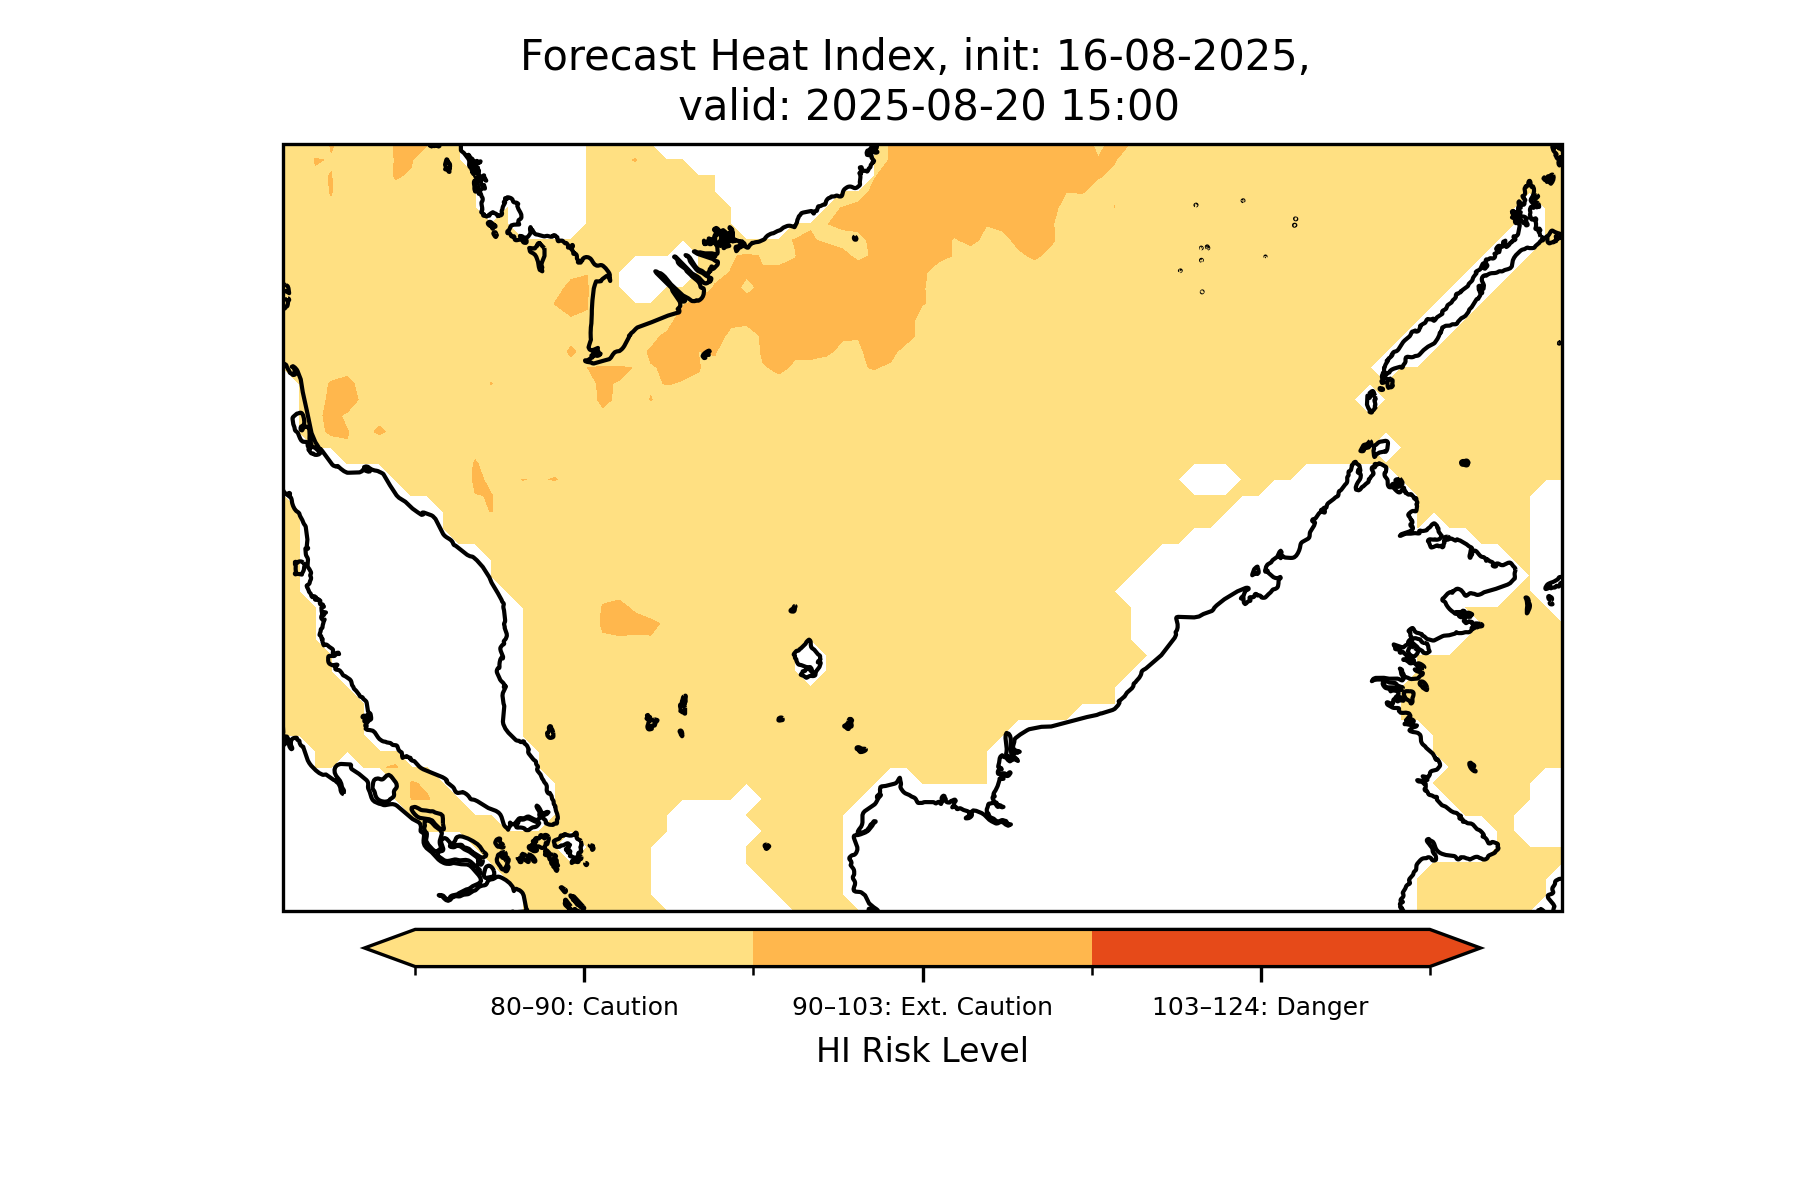 Forecast Heat Index, init: 16-08-2025,
valid: 2025-08-20 15:00
80–90: Caution
90–103: Ext. Caution
103–124: Danger
HI Risk Level